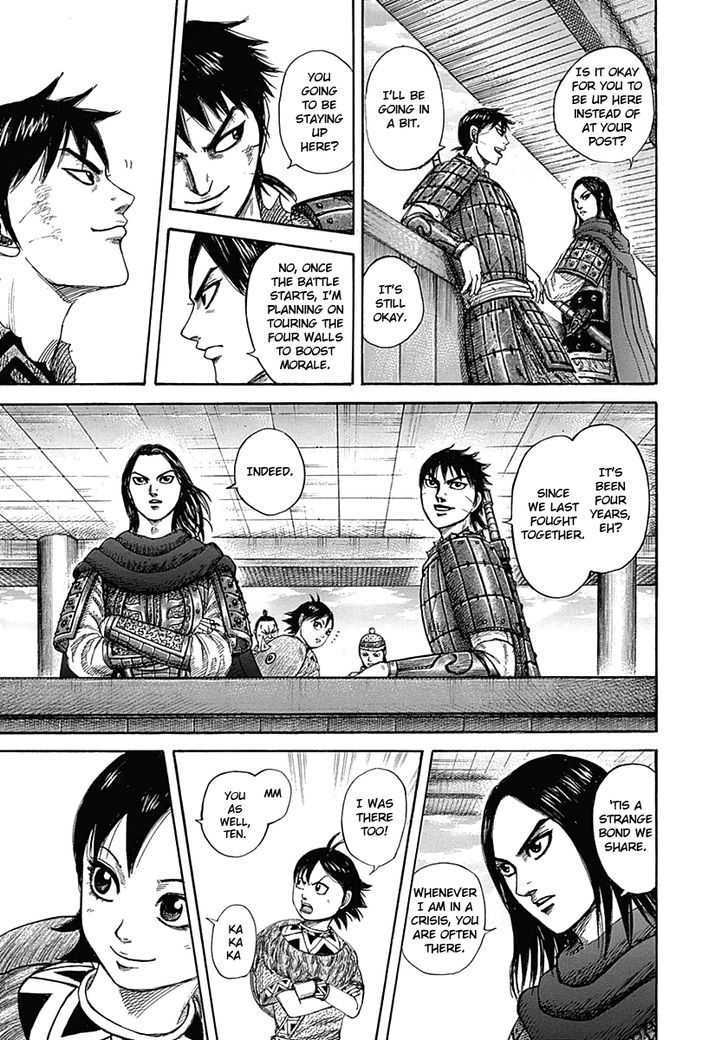 IS IT OKAY
FOR YOU TO
BE UP HERE
INSTEAD OF
AT YOUR
POST?
I'LL BE
GOING IN
A BIT.
IT'S
STILL
OKAY.
YOU
GOING
TO BE
STAYING
UP
HERE?
NO, ONCE
THE BATTLE
STARTS, I'M
PLANNING ON
TOURING THE
FOUR WALLS
TO BOOST
MORALE.
IT'S
BEEN
FOUR
YEARS,
EH?
SINCE
WE LAST
FOUGHT
TOGETHER.
INDEED.
'TIS A
STRANGE
BOND WE
SHARE.
WHENEVER
I AM IN A
CRISIS, YOU
ARE OFTEN
THERE.
I WAS
THERE
TOO!
MM
YOU
AS
WELL,
TEN.
KA
KA
KA